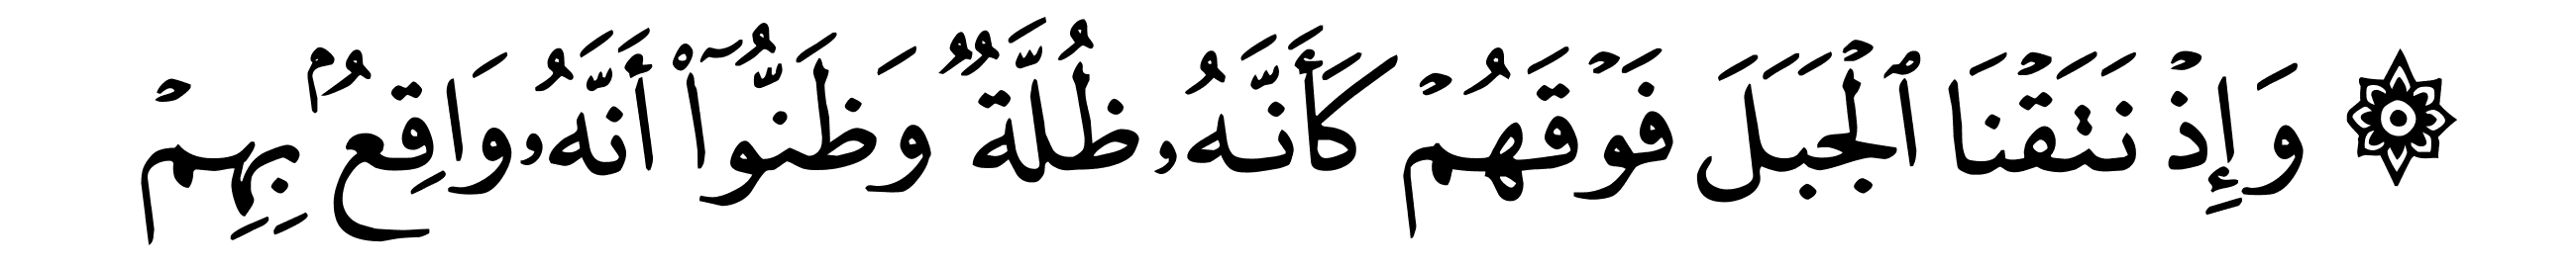 ۞ وَإِذْ نَتَقْنَا ٱلْجَبَلَ فَوْقَهُمْ كَأَنَّهُۥ ظُلَّةٌ وَظَنُّوٓا۟ أَنَّهُۥ وَاقِعٌۢ بِهِمْ